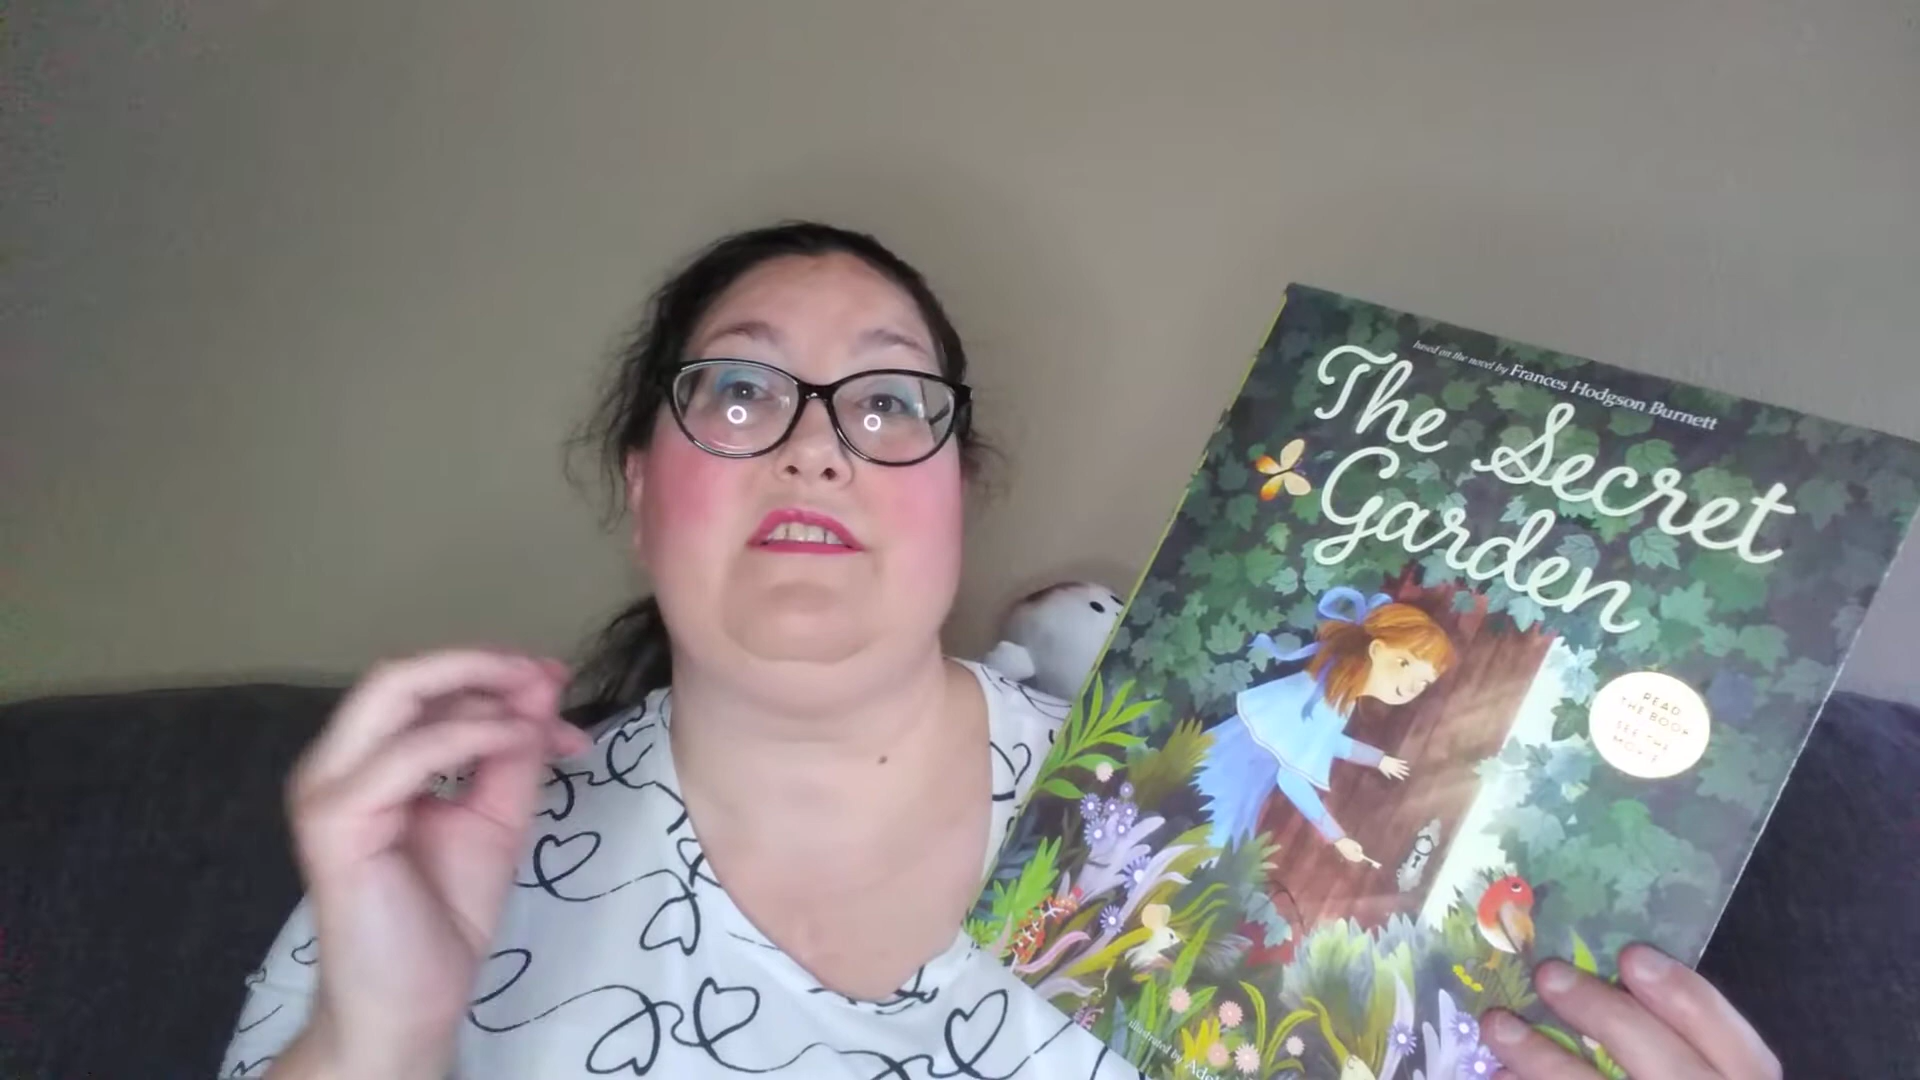 based on the novel by Frances Hodgson Burnett
The Secret
Garden
READ
THE BOOK
SEE THE
MOVIE
illustrated by